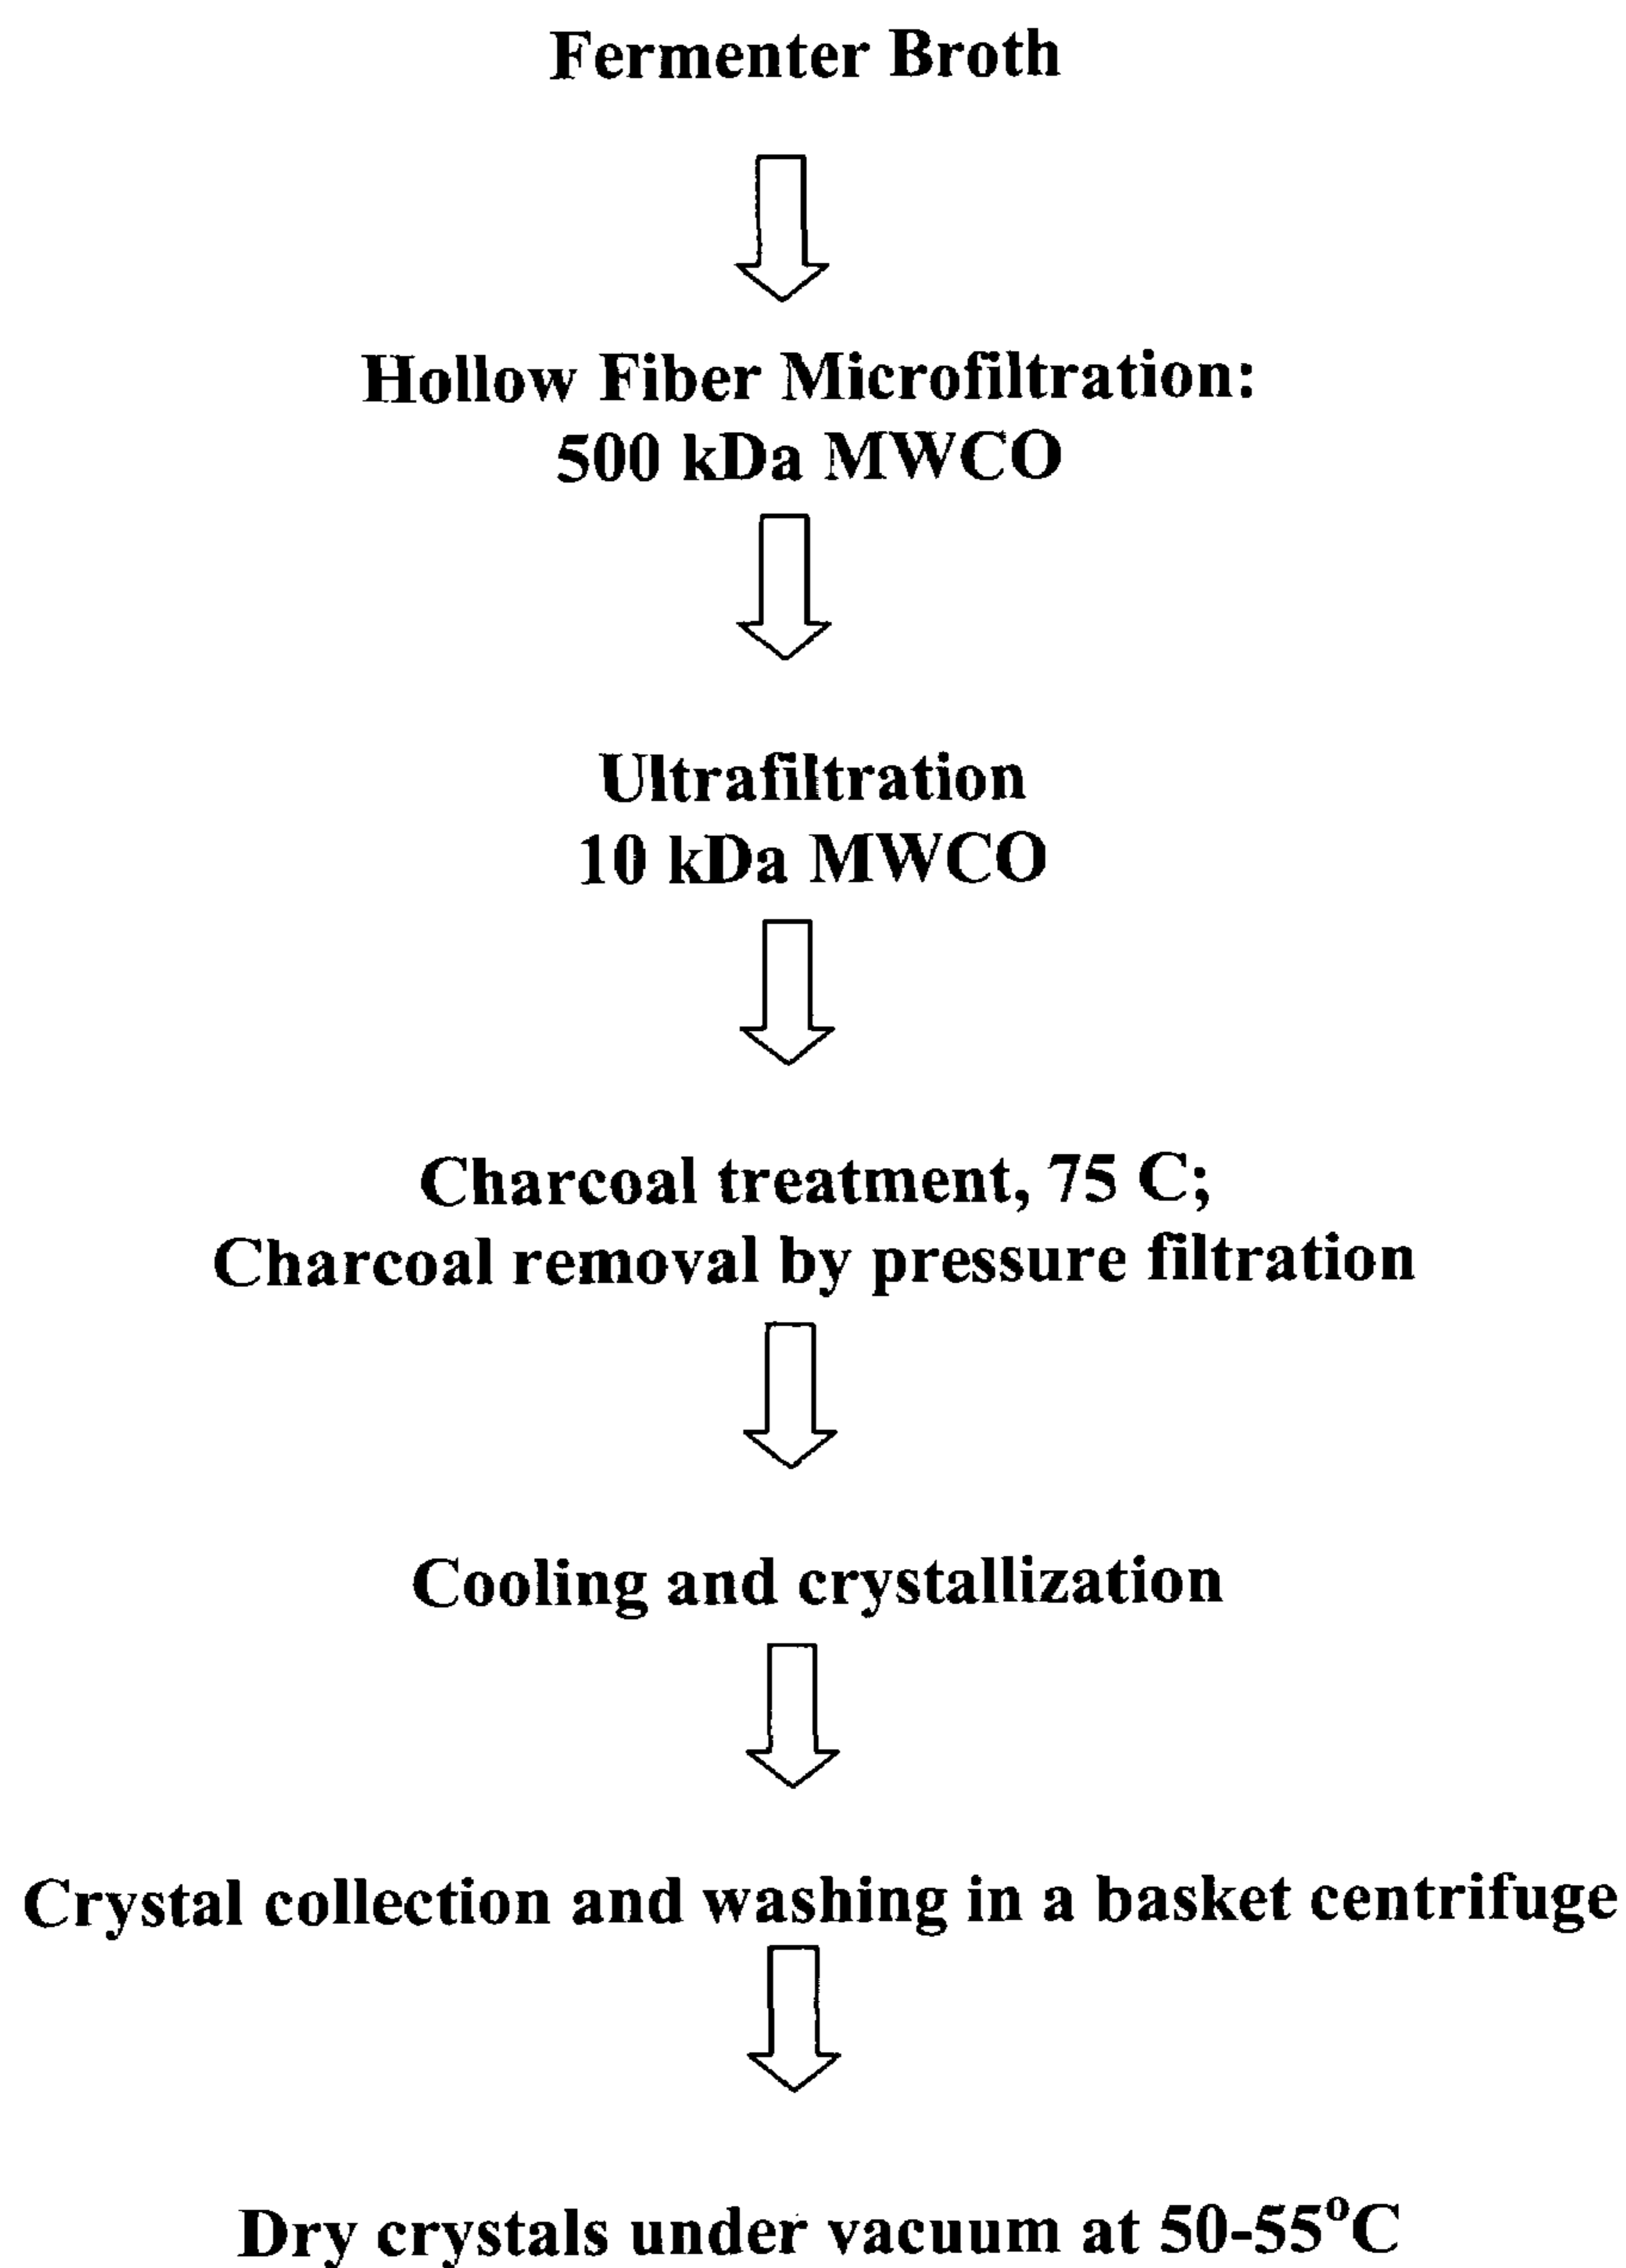 Fermenter Broth
Hollow Fiber Microfiltration:
500 kDa MWCO
Ultrafiltration
10 kDa MWCO
Charcoal treatment, 75 C;
Charcoal removal by pressure filtration
Cooling and crystallization
Crystal collection and washing in a basket centrifuge
Dry crystals under vacuum at 50-55°C